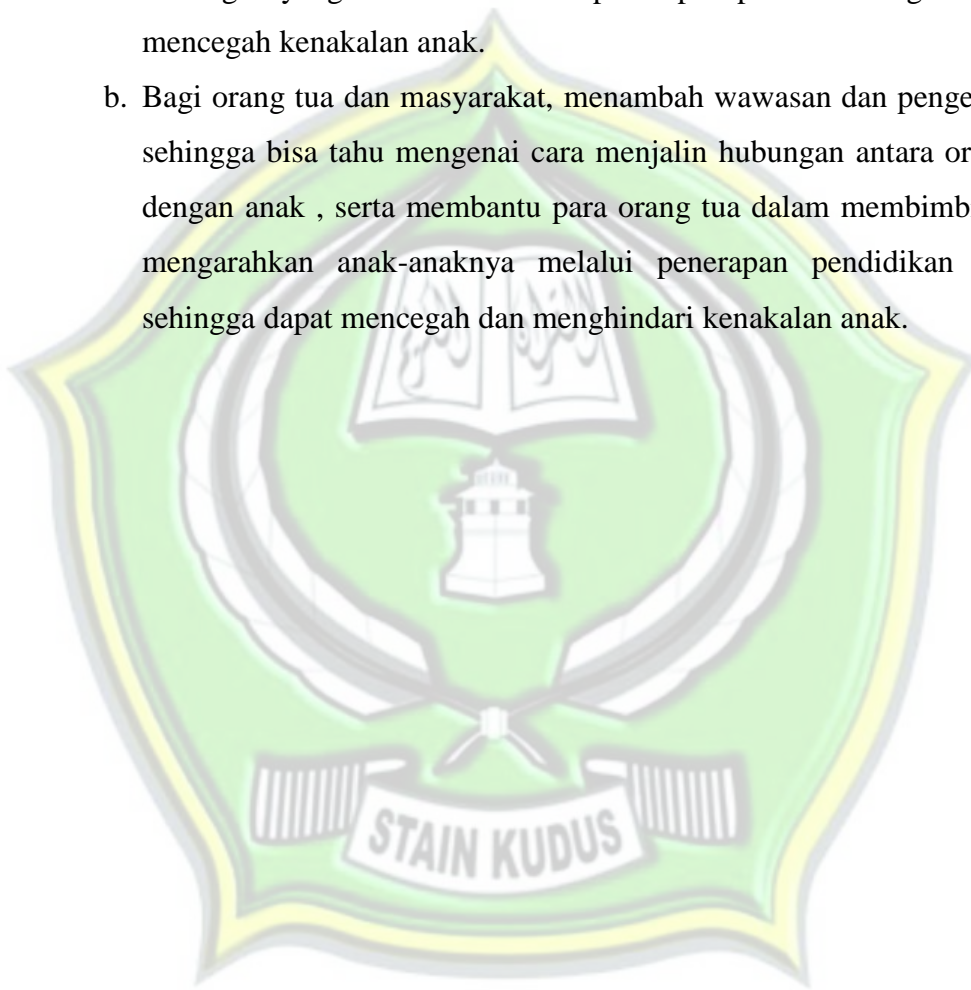 mencegah kenakalan anak.
b. Bagi orang tua dan masyarakat, menambah wawasan dan penge
sehingga bisa tahu mengenai cara menjalin hubungan antara or
dengan anak , serta membantu para orang tua dalam membimb
mengarahkan anak-anaknya melalui penerapan pendidikan
sehingga dapat mencegah dan menghindari kenakalan anak.
STAIN KUDUS